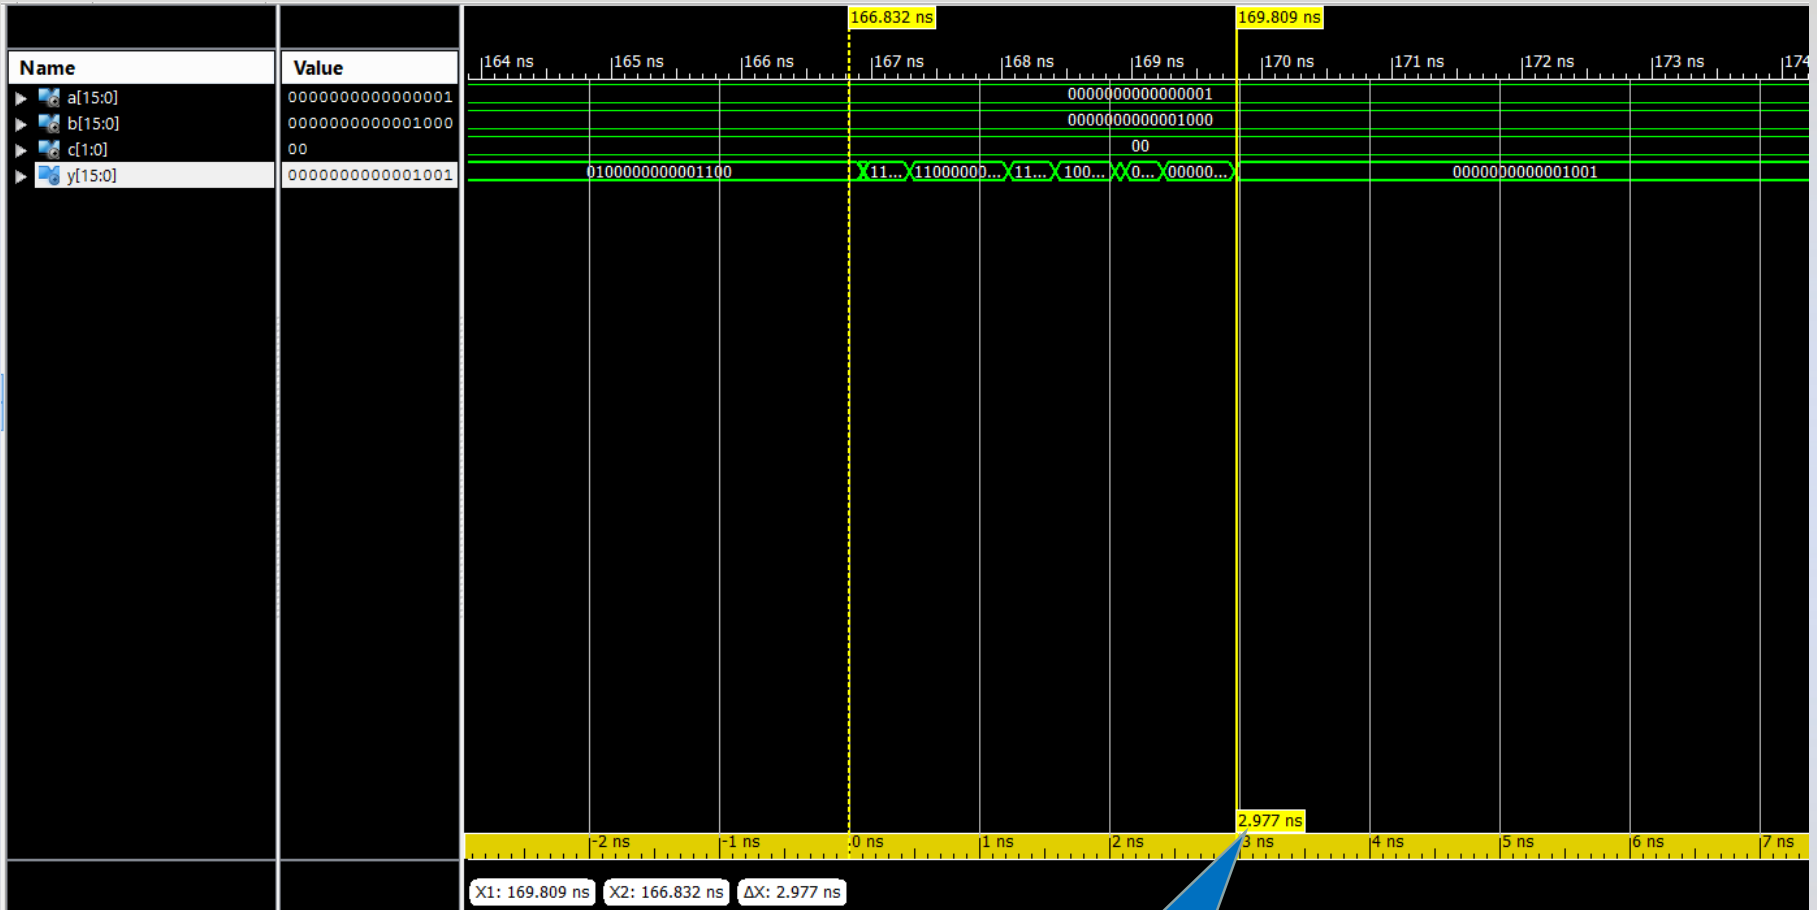 166.832 ns 169.809 ns
Name Value 164 ns 165 ns 166 ns 167 ns 168 ns 169 ns 170 ns 171 ns 172 ns 173 ns 174
a[15:0] 0000000000000001 0000000000000001
b[15:0] 0000000000001000 0000000000001000
c[1:0] 00 00
y[15:0] 0000000000001001 0100000000001100 11... 11000000... 11... 100... 0... 00000... 0000000000001001
2.977 ns
-2 ns -1 ns 0 ns 1 ns 2 ns 3 ns 4 ns 5 ns 6 ns 7 ns
X1: 169.809 ns X2: 166.832 ns ΔX: 2.977 ns